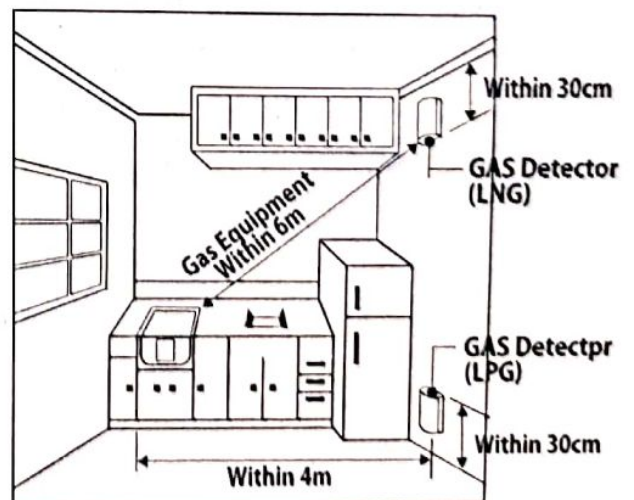 Within 30cm
GAS Detector
(LNG)
Gas Equipment
Within 6m
GAS Detectpr
(LPG)
Within 30cm
Within 4m